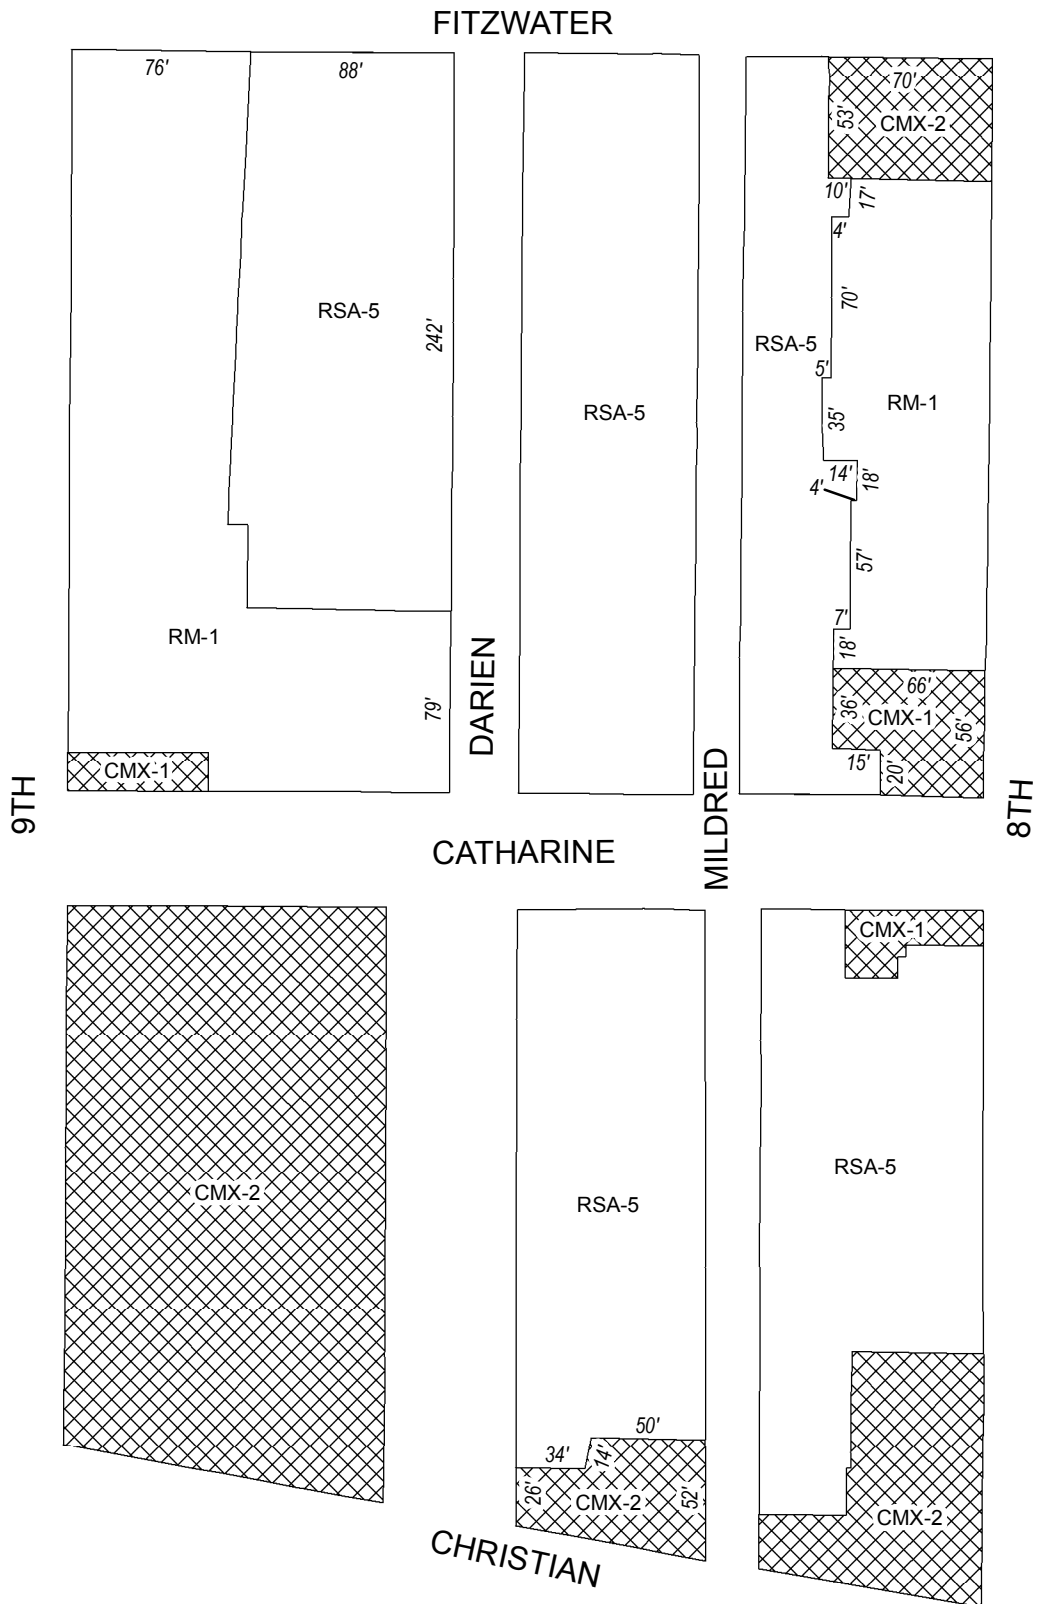 FITZWATER
76'
88'
70'
53'
CMX-2
10'
17'
4'
RSA-5
242'
70'
RSA-5
5'
RM-1
RSA-5
35'
14'
18'
4'
57'
7'
RM-1
18'
66'
36'
CMX-1
56'
79'
DARIEN
CMX-1
15'
20'
9TH
MILDRED
8TH
CATHARINE
CMX-1
CMX-2
RSA-5
RSA-5
50'
34'
14'
26'
CMX-2
52'
CMX-2
CHRISTIAN